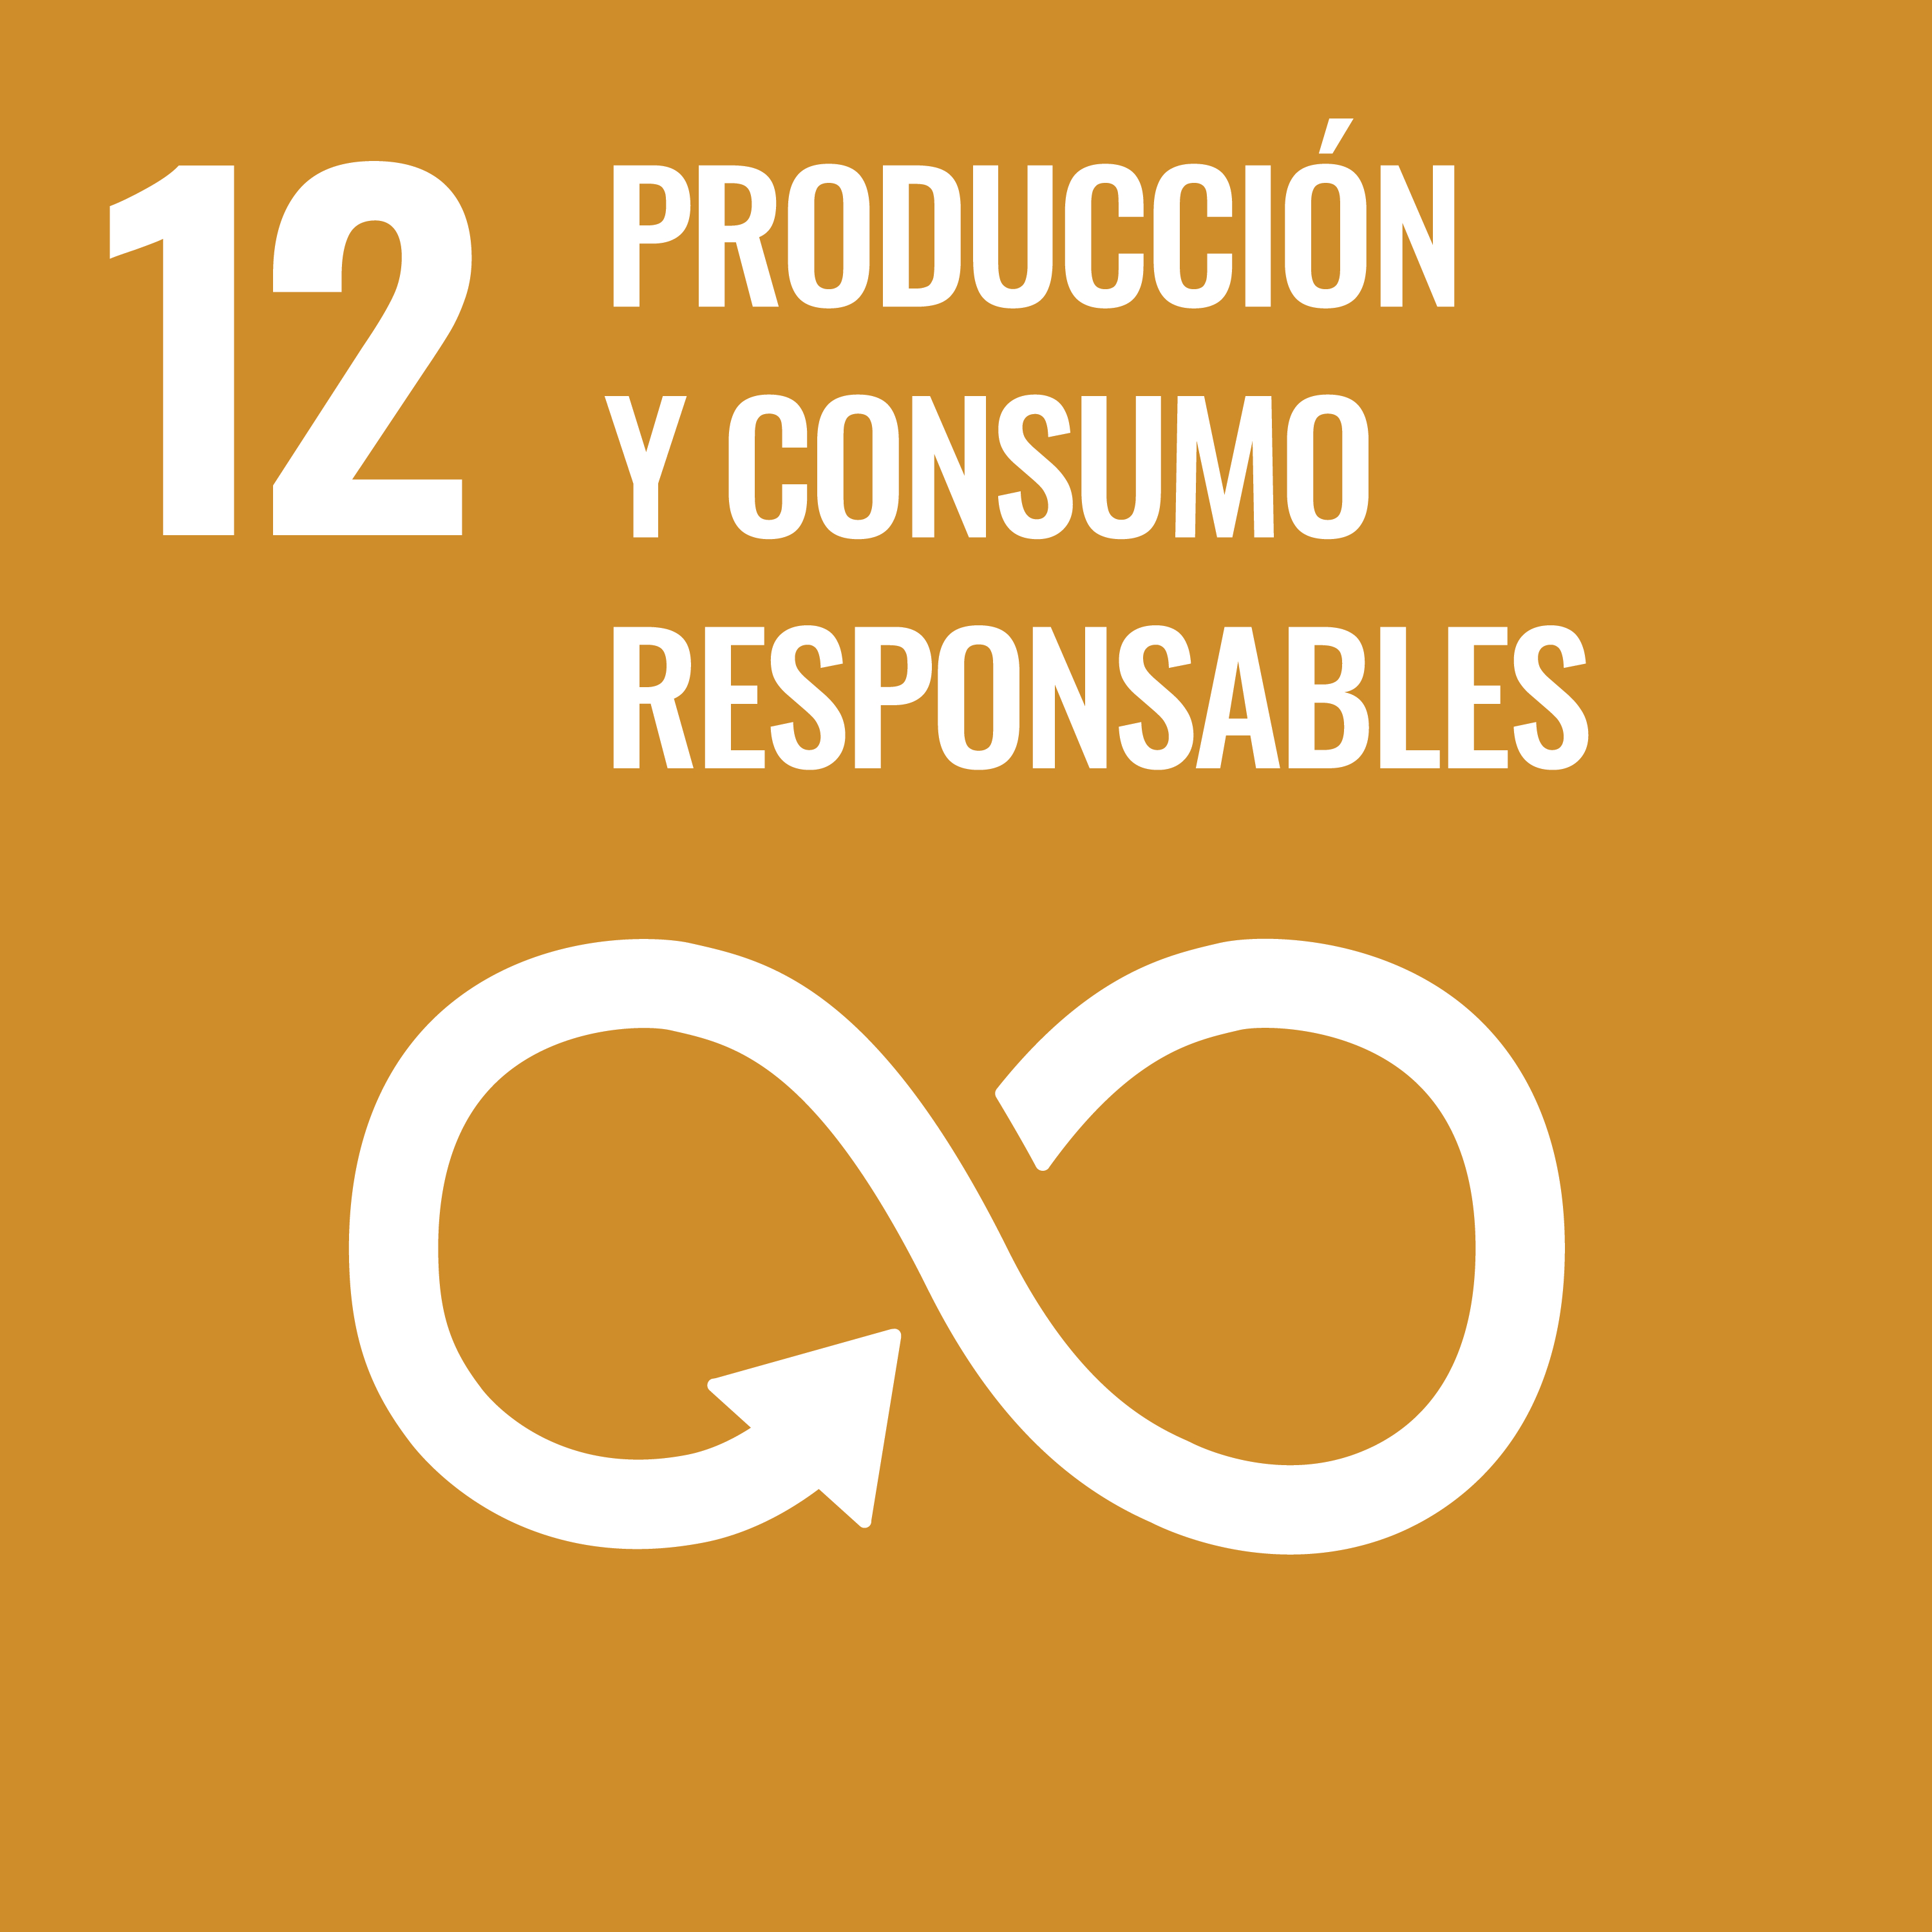 12
PRODUCCIÓN
Y CONSUMO
RESPONSABLES